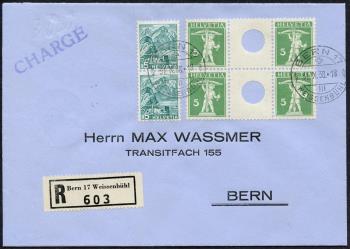 CHARGÉ
HELVETIA HELVETIA
5 5
BERN 17
5 5
HELVETIA
Herrn MAX WASSMER
TRANSITFACH 155
BERN
R Bern 17 Weissenbühl
603